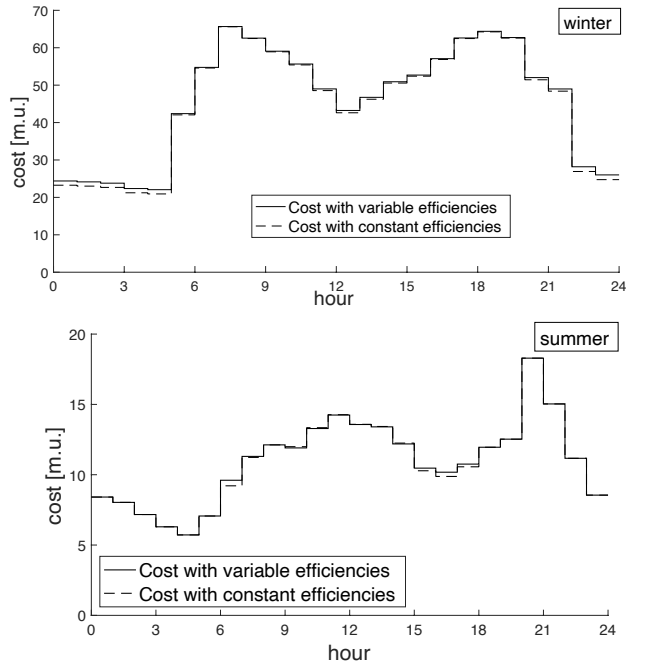 winter
70
60
50
40
30
20
10
0
cost [m.u.]
Cost with variable efficiencies
Cost with constant efficiencies
0 3 6 9 12 15 18 21 24
hour
summer
20
15
10
5
0
cost [m.u.]
Cost with variable efficiencies
Cost with constant efficiencies
0 3 6 9 12 15 18 21 24
hour